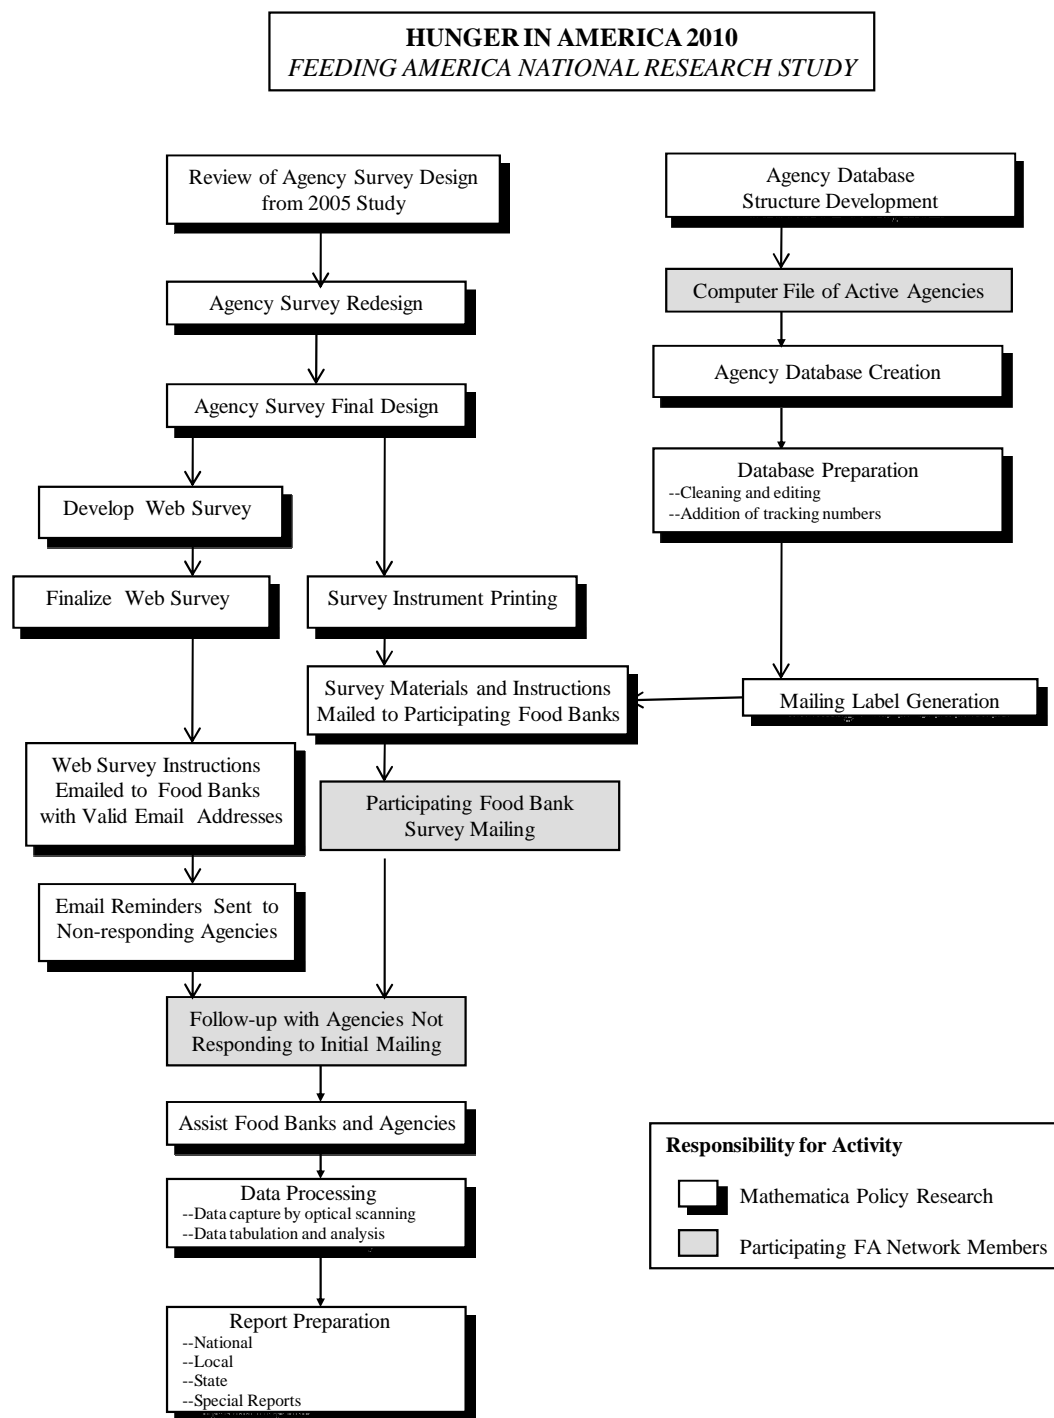 HUNGER IN AMERICA 2010
FEEDING AMERICA NATIONAL RESEARCH STUDY
Review of Agency Survey Design
from 2005 Study
Agency Survey Redesign
Agency Survey Final Design
Develop Web Survey
Finalize Web Survey
Survey Instrument Printing
Survey Materials and Instructions
Mailed to Participating Food Banks
Web Survey Instructions
Emailed to Food Banks
with Valid Email Addresses
Participating Food Bank
Survey Mailing
Email Reminders Sent to
Non-responding Agencies
Follow-up with Agencies Not
Responding to Initial Mailing
Assist Food Banks and Agencies
Data Processing
--Data capture by optical scanning
--Data tabulation and analysis
Report Preparation
--National
--Local
--State
--Special Reports
Agency Database
Structure Development
Computer File of Active Agencies
Agency Database Creation
Database Preparation
--Cleaning and editing
--Addition of tracking numbers
Mailing Label Generation
Responsibility for Activity
Mathematica Policy Research
Participating FA Network Members